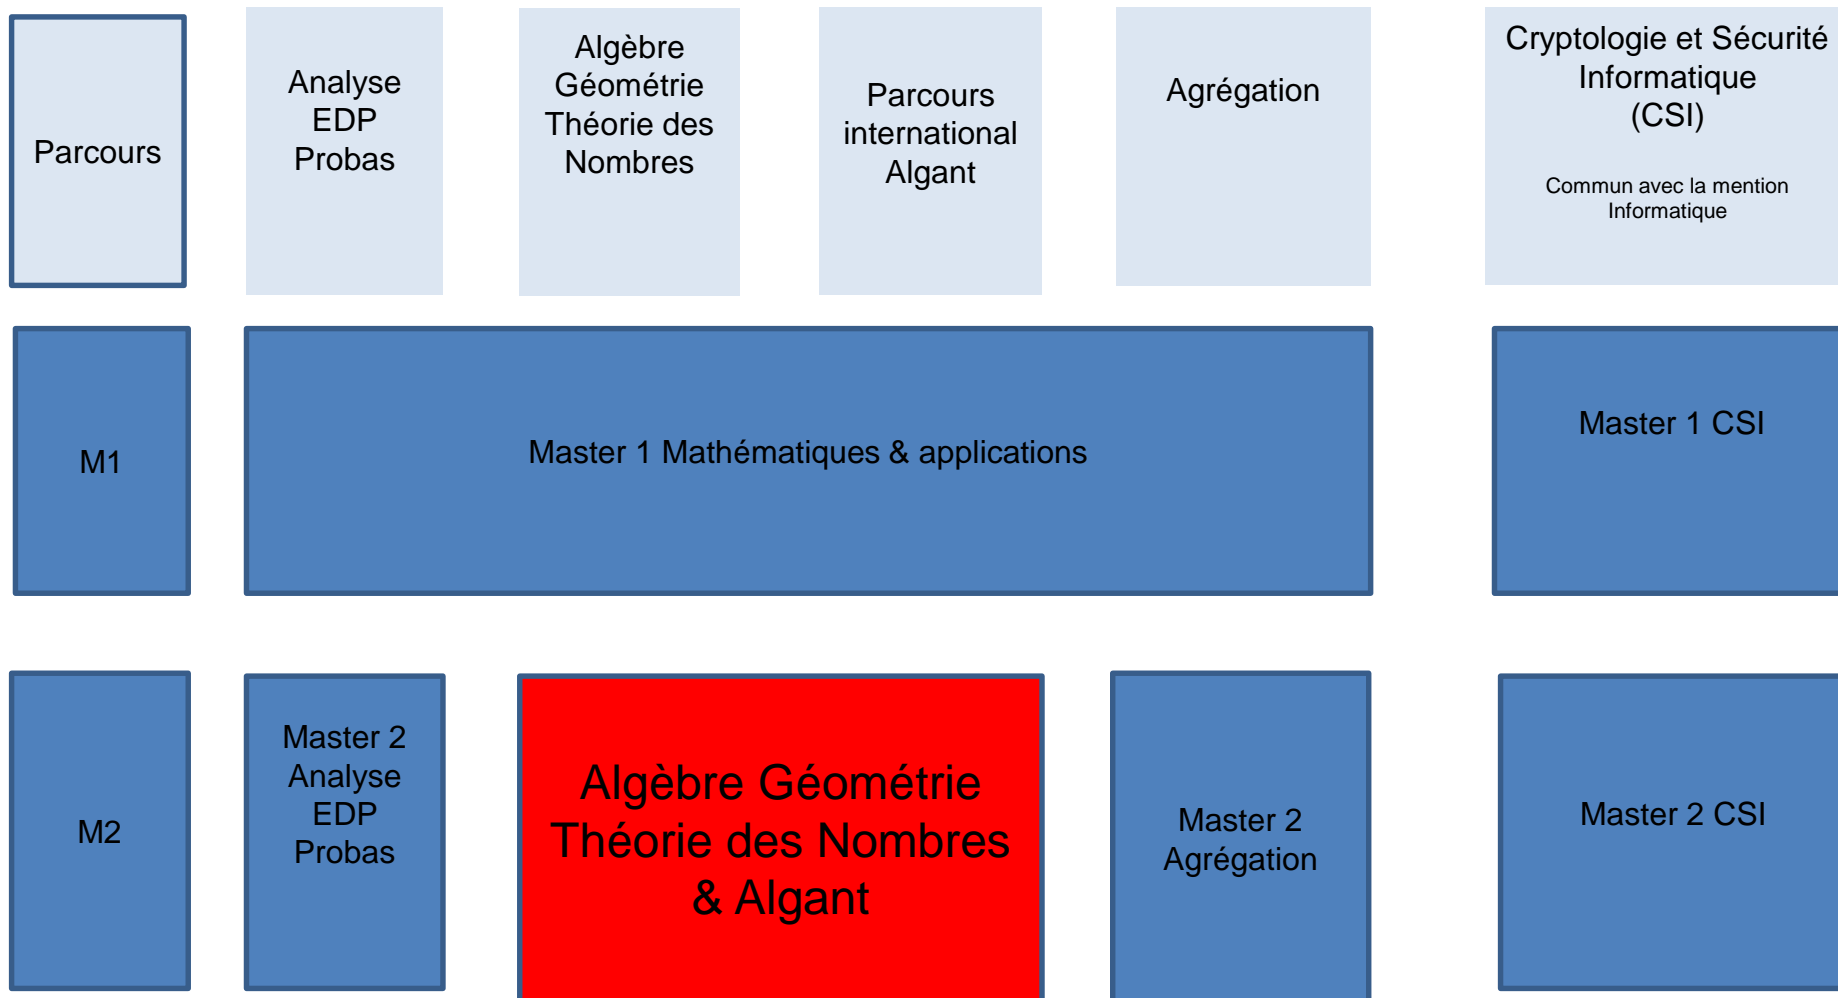 Parcours
Analyse
EDP
Probas
Algèbre
Géométrie
Théorie des
Nombres
Parcours
international
Algant
Agrégation
Cryptologie et Sécurité
Informatique
(CSI)
Commun avec la mention
Informatique
M1
Master 1 Mathématiques & applications
Master 1 CSI
M2
Master 2
Analyse
EDP
Probas
Algèbre Géométrie
Théorie des Nombres
& Algant
Master 2
Agrégation
Master 2 CSI